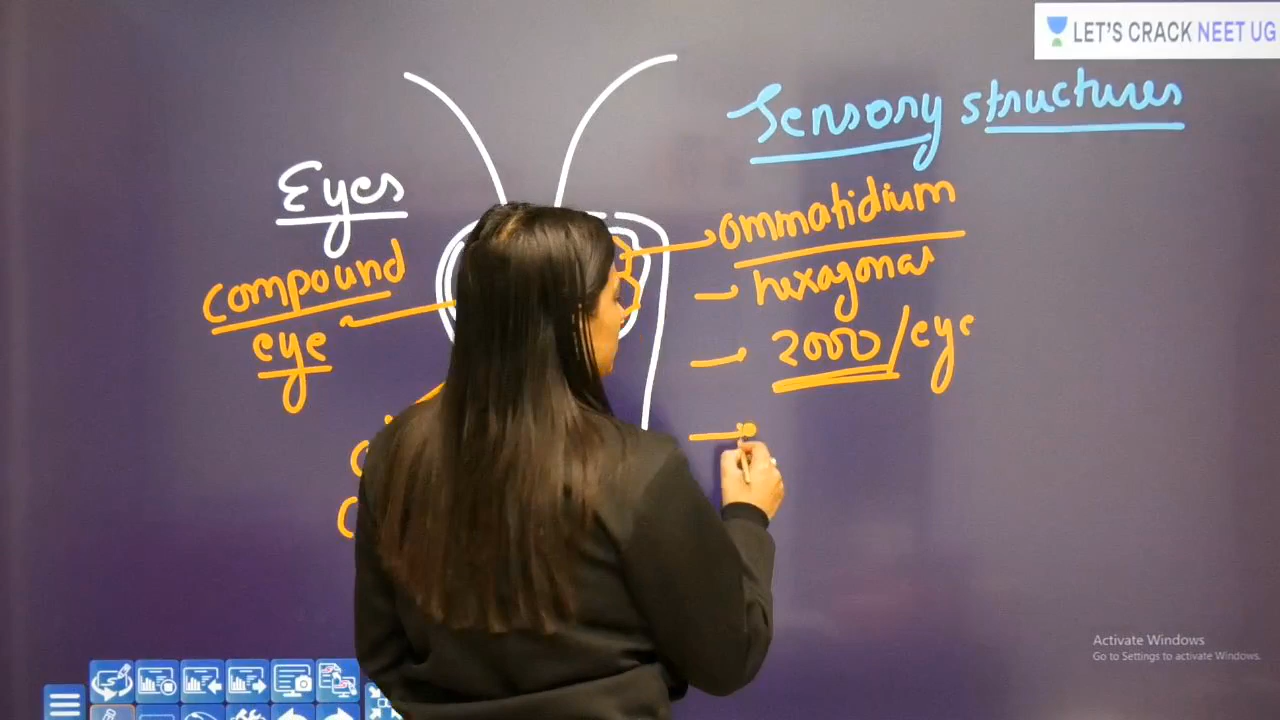 LET'S CRACK NEET UG
Sensory structures
Eyes
compound
eye
ommatidium
hexagonal
2000/eye
Activate Windows
Go to Settings to activate Windows.